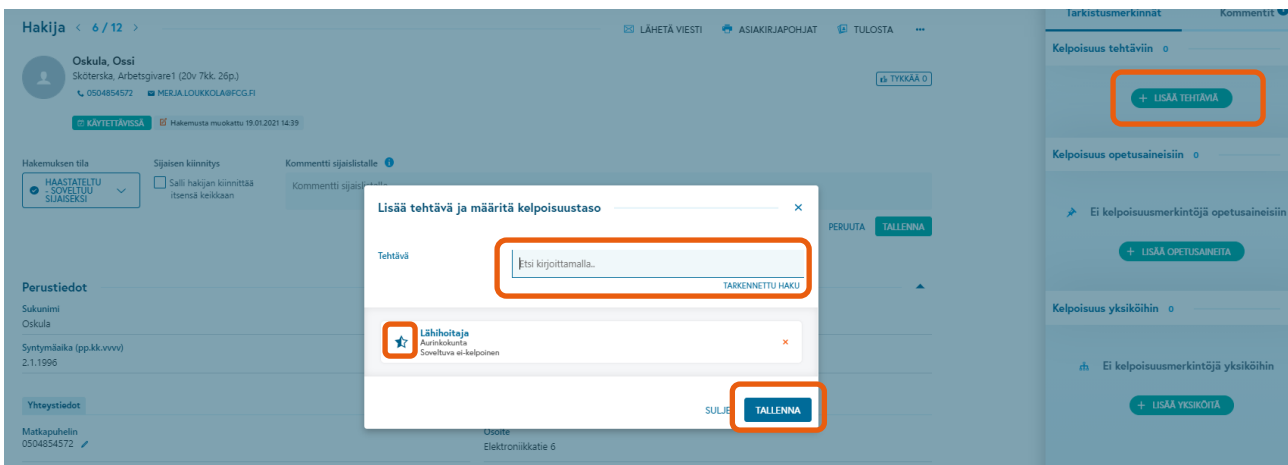 Hakija < 6 / 12 >
LÄHETÄ VIESTI ASIAKIRJAPOHJAT TULOSTA ...
Oskula, Ossi
Sköterska, Arbetsgivare1 (20v 7kk. 26p.)
0504854572 MERJA.LOUKKOLA@FCG.FI
TYKKÄÄ 0
KÄYTETTÄVISSÄ Hakemusta muokattu 19.01.2021 14:39
Hakemuksen tila
HAASTATELTU
- SOVELTUU
SIJAISEKSI
Sijaisen kiinnitys
Salli hakijan kiinnittää
itsensä keikkaan
Kommentti sijaislistalle
Kommentti
PERUUTA TALLENNA
Perustiedot
Sukunimi
Oskula
Syntymäaika (pp.kk.vvvv)
2.1.1996
Yhteystiedot
Matkapuhelin
0504854572
Osoite
Elektroniikkatie 6
Lisää tehtävä ja määritä kelpoisuustaso ×
Tehtävä
Etsi kirjoittamalla..
TARKENNETTU HAKU
Lähihoitaja
Aurinkokunta
Soveltuva ei-kelpoinen
×
TALLENNA
Tarkistusmerkinnät Kommentit
Kelpoisuus tehtäviin 0
+ LISÄÄ TEHTÄVIÄ
Kelpoisuus opetusaineisiin 0
Ei kelpoisuusmerkintöjä opetusaineisiin
+ LISÄÄ OPETUSAINEITA
Kelpoisuus yksiköihin 0
Ei kelpoisuusmerkintöjä yksiköihin
+ LISÄÄ YKSIKÖITÄ